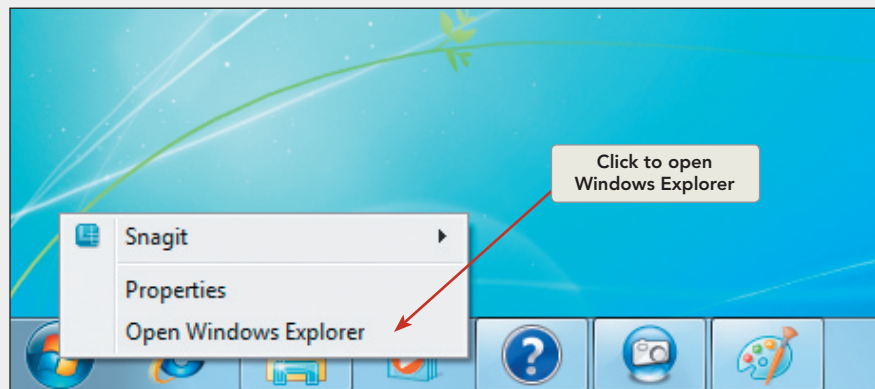 Click to open
Windows Explorer
Snagit
Properties
Open Windows Explorer
?